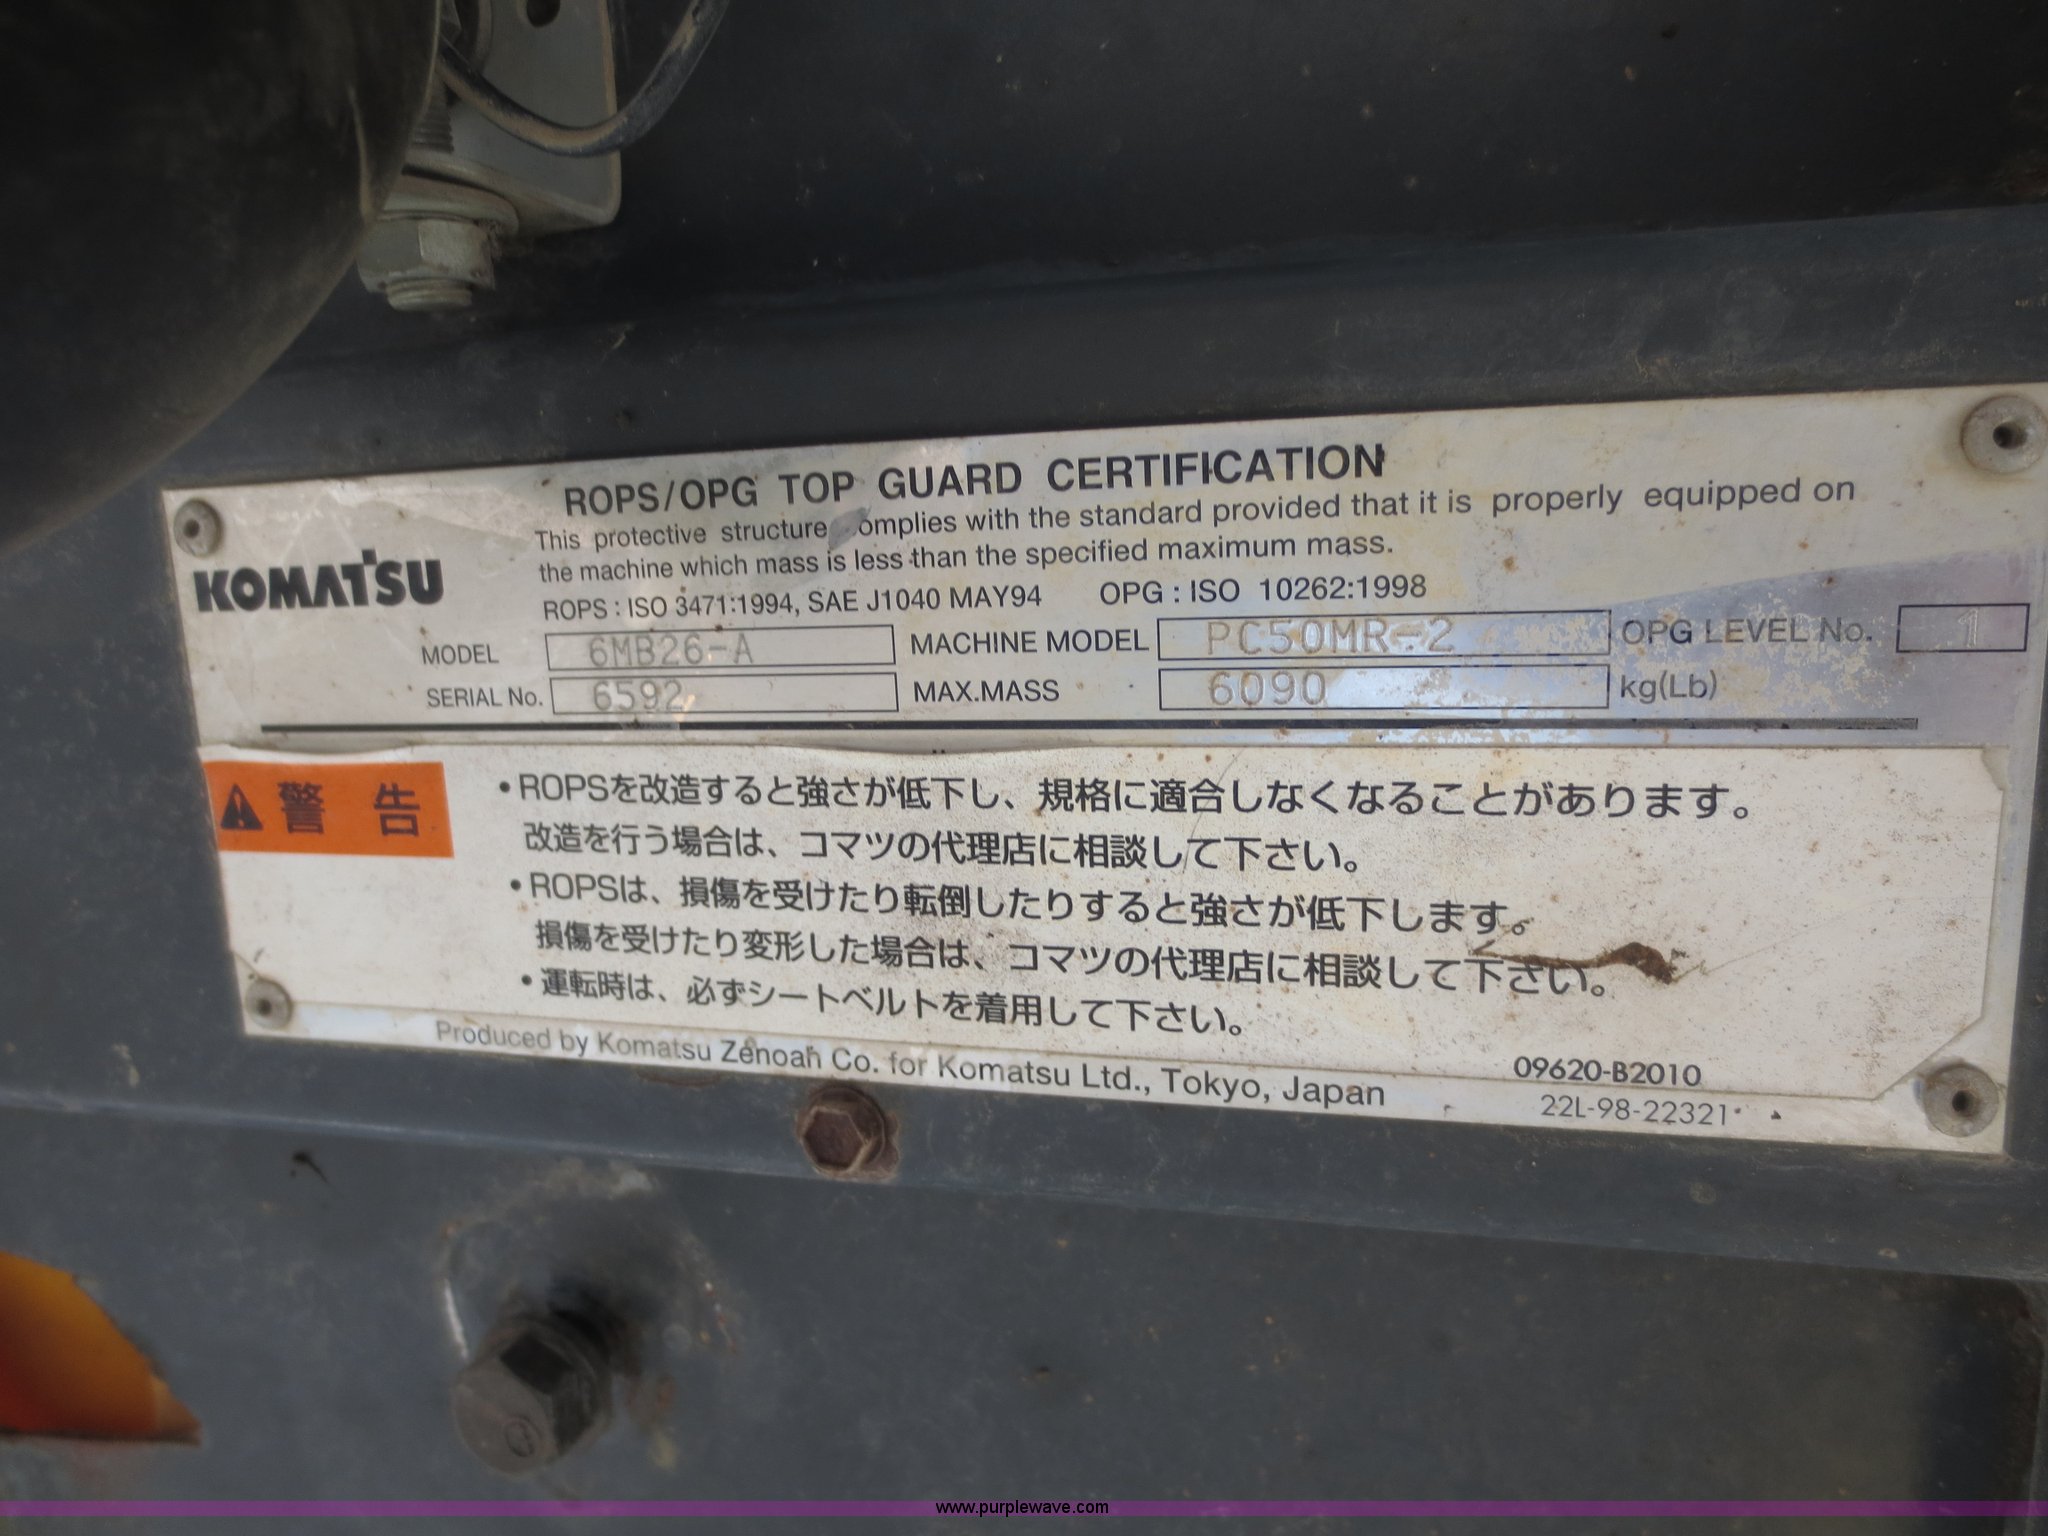 ROPS/OPG TOP GUARD CERTIFICATION
This protective structure complies with the standard provided that it is properly equipped on
the machine which mass is less than the specified maximum mass.
KOMATSU
ROPS : ISO 3471:1994, SAE J1040 MAY94 OPG : ISO 10262:1998
MODEL 6MB26-A MACHINE MODEL PC50MR-2 OPG LEVEL No. 1
SERIAL No. 6592 MAX.MASS 6090 kg(Lb)
警告
•ROPSを改造すると強さが低下し、規格に適合しなくなることがあります。
改造を行う場合は、コマツの代理店に相談して下さい。
•ROPSは、損傷を受けたり転倒したりすると強さが低下します。
損傷を受けたり変形した場合は、コマツの代理店に相談して下さい。
•運転時は、必ずシートベルトを着用して下さい。
Produced by Komatsu Zenoah Co. for Komatsu Ltd., Tokyo, Japan
09620-B2010
22L-98-22321
www.purplewave.com